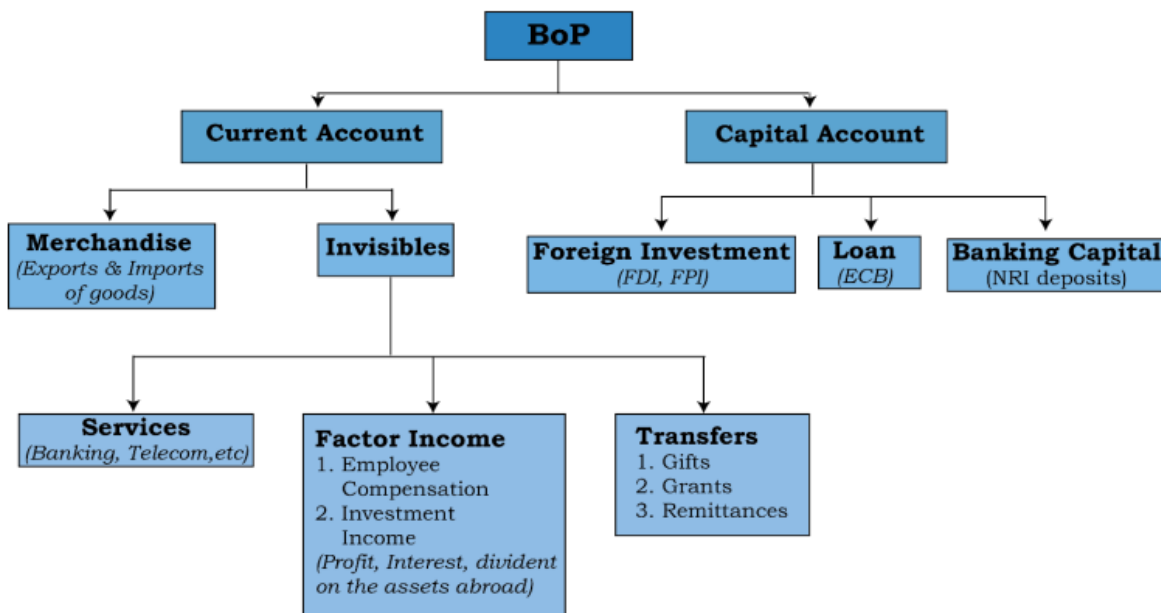 BoP
Current Account
Capital Account
Merchandise
(Exports & Imports
of goods)
Invisibles
Foreign Investment
(FDI, FPI)
Loan
(ECB)
Banking Capital
(NRI deposits)
Services
(Banking, Telecom,etc)
Factor Income
1. Employee
Compensation
2. Investment
Income
(Profit, Interest, divident
on the assets abroad)
Transfers
1. Gifts
2. Grants
3. Remittances